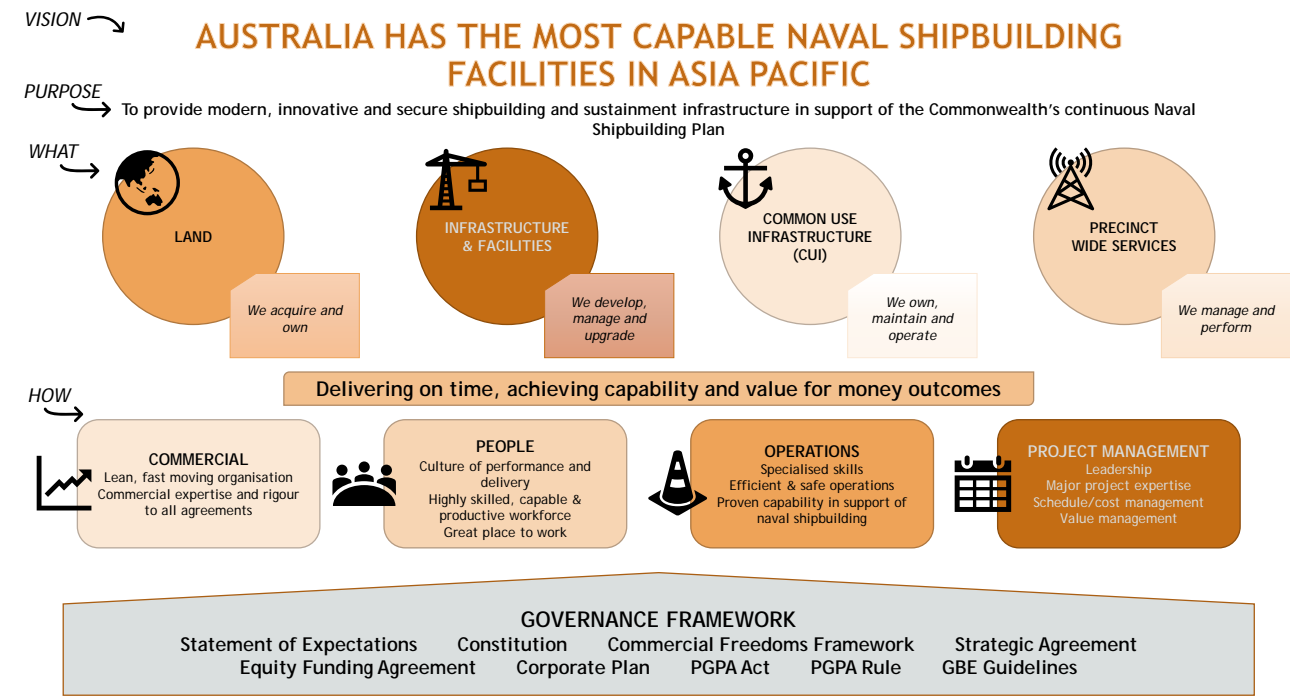 VISION
AUSTRALIA HAS THE MOST CAPABLE NAVAL SHIPBUILDING
FACILITIES IN ASIA PACIFIC
PURPOSE
To provide modern, innovative and secure shipbuilding and sustainment infrastructure in support of the Commonwealth's continuous Naval
Shipbuilding Plan
WHAT
LAND
We acquire and
own
INFRASTRUCTURE
& FACILITIES
We develop,
manage and
upgrade
COMMON USE
INFRASTRUCTURE
(CUI)
We own,
maintain and
operate
PRECINCT
WIDE SERVICES
We manage and
perform
HOW
Delivering on time, achieving capability and value for money outcomes
COMMERCIAL
Lean, fast moving organisation
Commercial expertise and rigour
to all agreements
PEOPLE
Culture of performance and
delivery
Highly skilled, capable &
productive workforce
Great place to work
OPERATIONS
Specialised skills
Efficient & safe operations
Proven capability in support of
naval shipbuilding
PROJECT MANAGEMENT
Leadership
Major project expertise
Schedule/cost management
Value management
GOVERNANCE FRAMEWORK
Statement of Expectations Constitution Commercial Freedoms Framework Strategic Agreement
Equity Funding Agreement Corporate Plan PGPA Act PGPA Rule GBE Guidelines